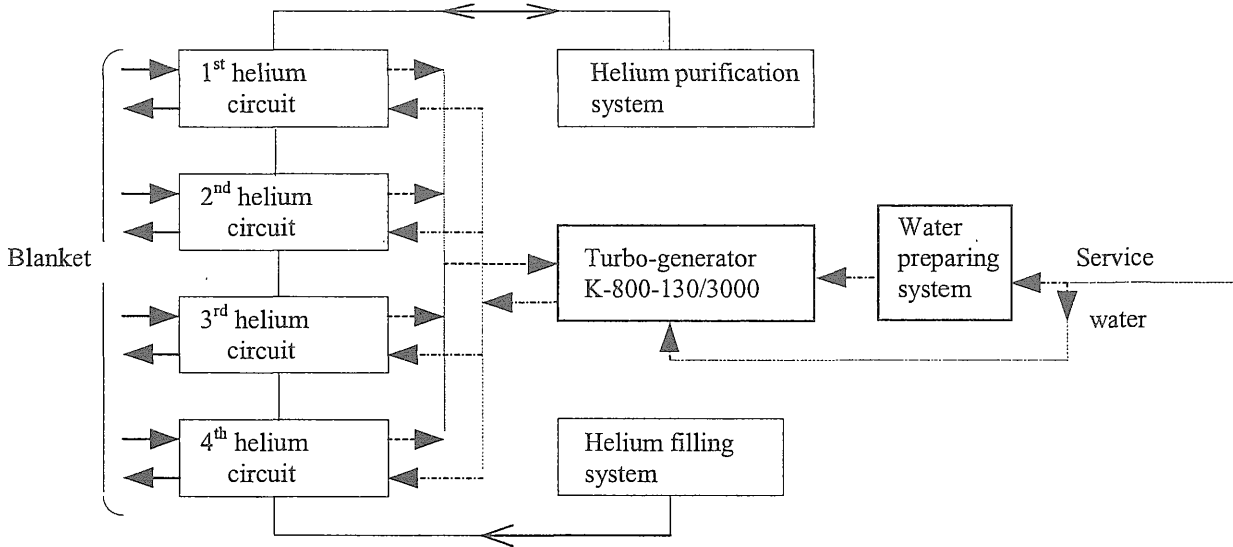 1st helium
circuit
Helium purification
system
2nd helium
circuit
Blanket
Turbo-generator
K-800-130/3000
Water
preparing
system
Service
water
3rd helium
circuit
4th helium
circuit
Helium filling
system